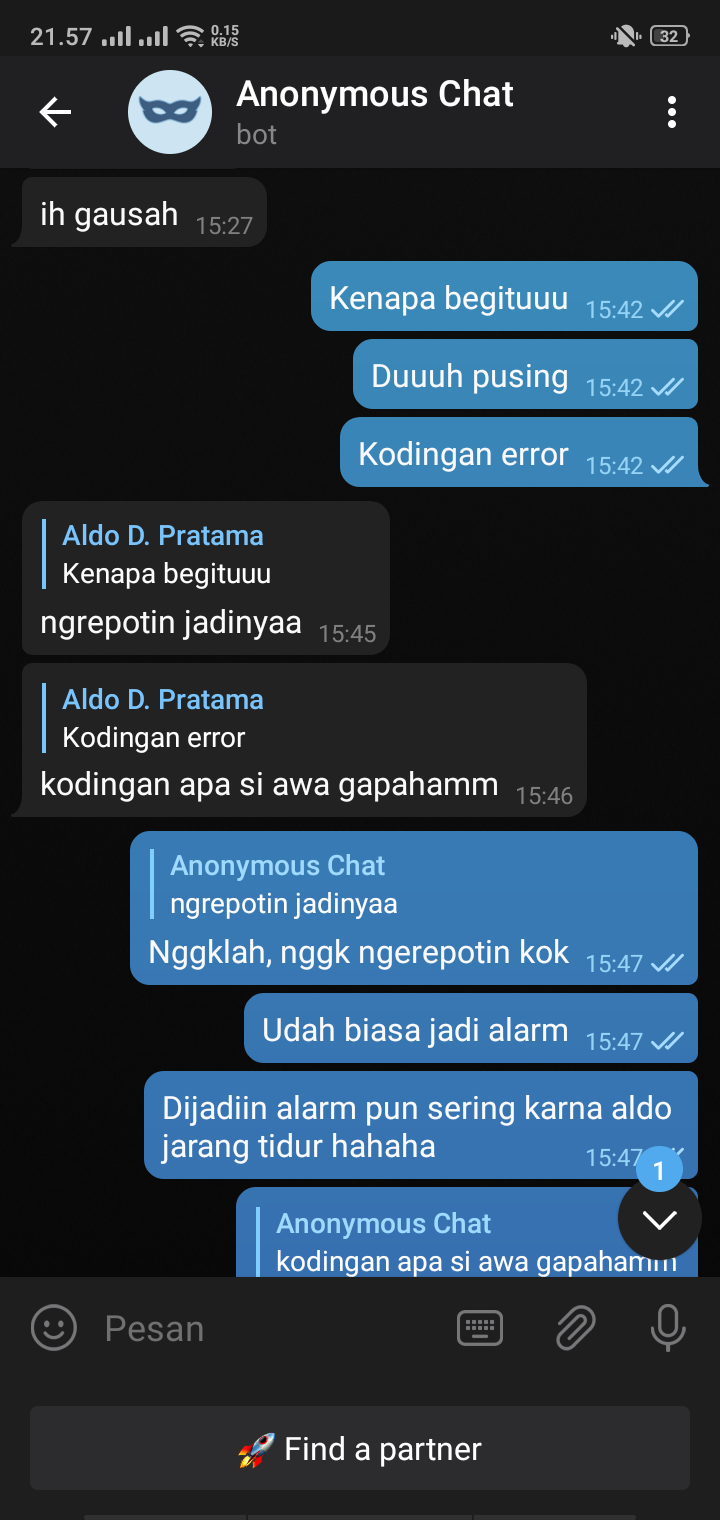 21.57
0.15
KB/S
32
Anonymous Chat
bot
ih gausah 15:27
Kenapa begituuu 15:42
Duuuh pusing 15:42
Kodingan error 15:42
Aldo D. Pratama
Kenapa begituuu
ngrepotin jadinyaa 15:45
Aldo D. Pratama
Kodingan error
kodingan apa si awa gapahamm 15:46
Anonymous Chat
ngrepotin jadinyaa
Nggklah, nggk ngerepotin kok 15:47
Udah biasa jadi alarm 15:47
Dijadiin alarm pun sering karna aldo
jarang tidur hahaha 15:47
1
Anonymous Chat
kodingan apa si awa gapahamm
Pesan
🚀 Find a partner